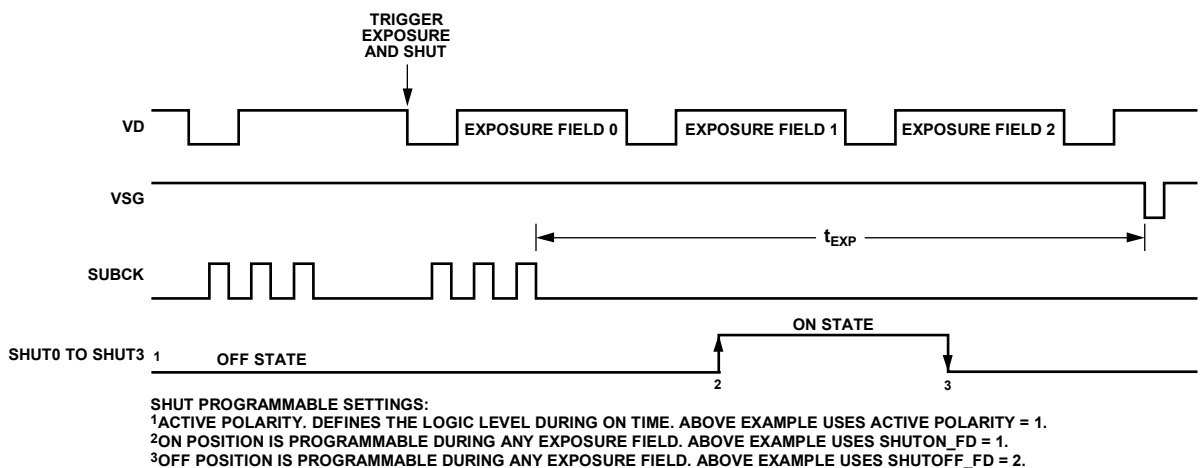 TRIGGER
EXPOSURE
AND SHUT
VD
EXPOSURE FIELD 0
EXPOSURE FIELD 1
EXPOSURE FIELD 2
VSG
tEXP
SUBCK
ON STATE
SHUT0 TO SHUT3 1
OFF STATE
2
3
SHUT PROGRAMMABLE SETTINGS:
1ACTIVE POLARITY. DEFINES THE LOGIC LEVEL DURING ON TIME. ABOVE EXAMPLE USES ACTIVE POLARITY = 1.
2ON POSITION IS PROGRAMMABLE DURING ANY EXPOSURE FIELD. ABOVE EXAMPLE USES SHUTON_FD = 1.
3OFF POSITION IS PROGRAMMABLE DURING ANY EXPOSURE FIELD. ABOVE EXAMPLE USES SHUTOFF_FD = 2.